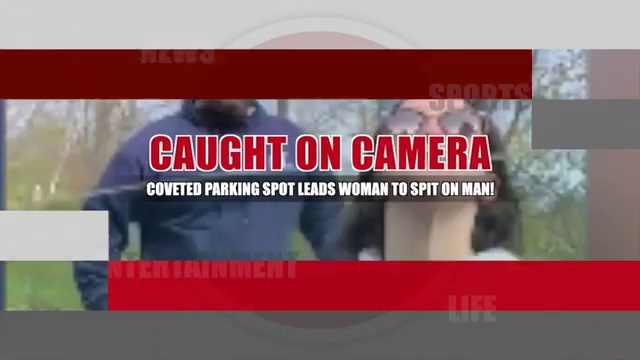 NEWS
SPORTS
CAUGHT ON CAMERA
COVETED PARKING SPOT LEADS WOMAN TO SPIT ON MAN!
ENTERTAINMENT
LIFE